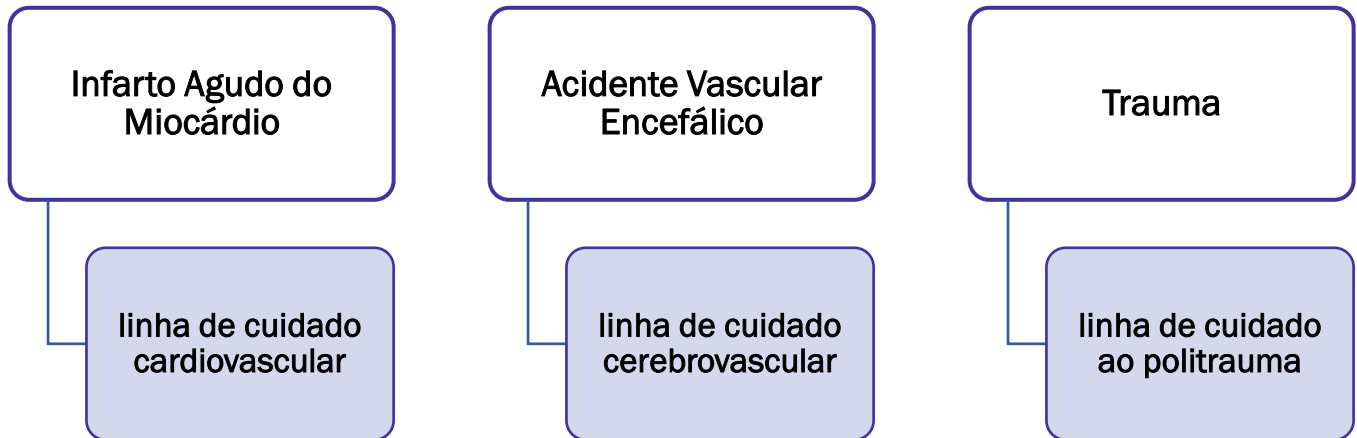 Infarto Agudo do
Miocárdio
linha de cuidado
cardiovascular
Acidente Vascular
Encefálico
linha de cuidado
cerebrovascular
Trauma
linha de cuidado
ao politrauma